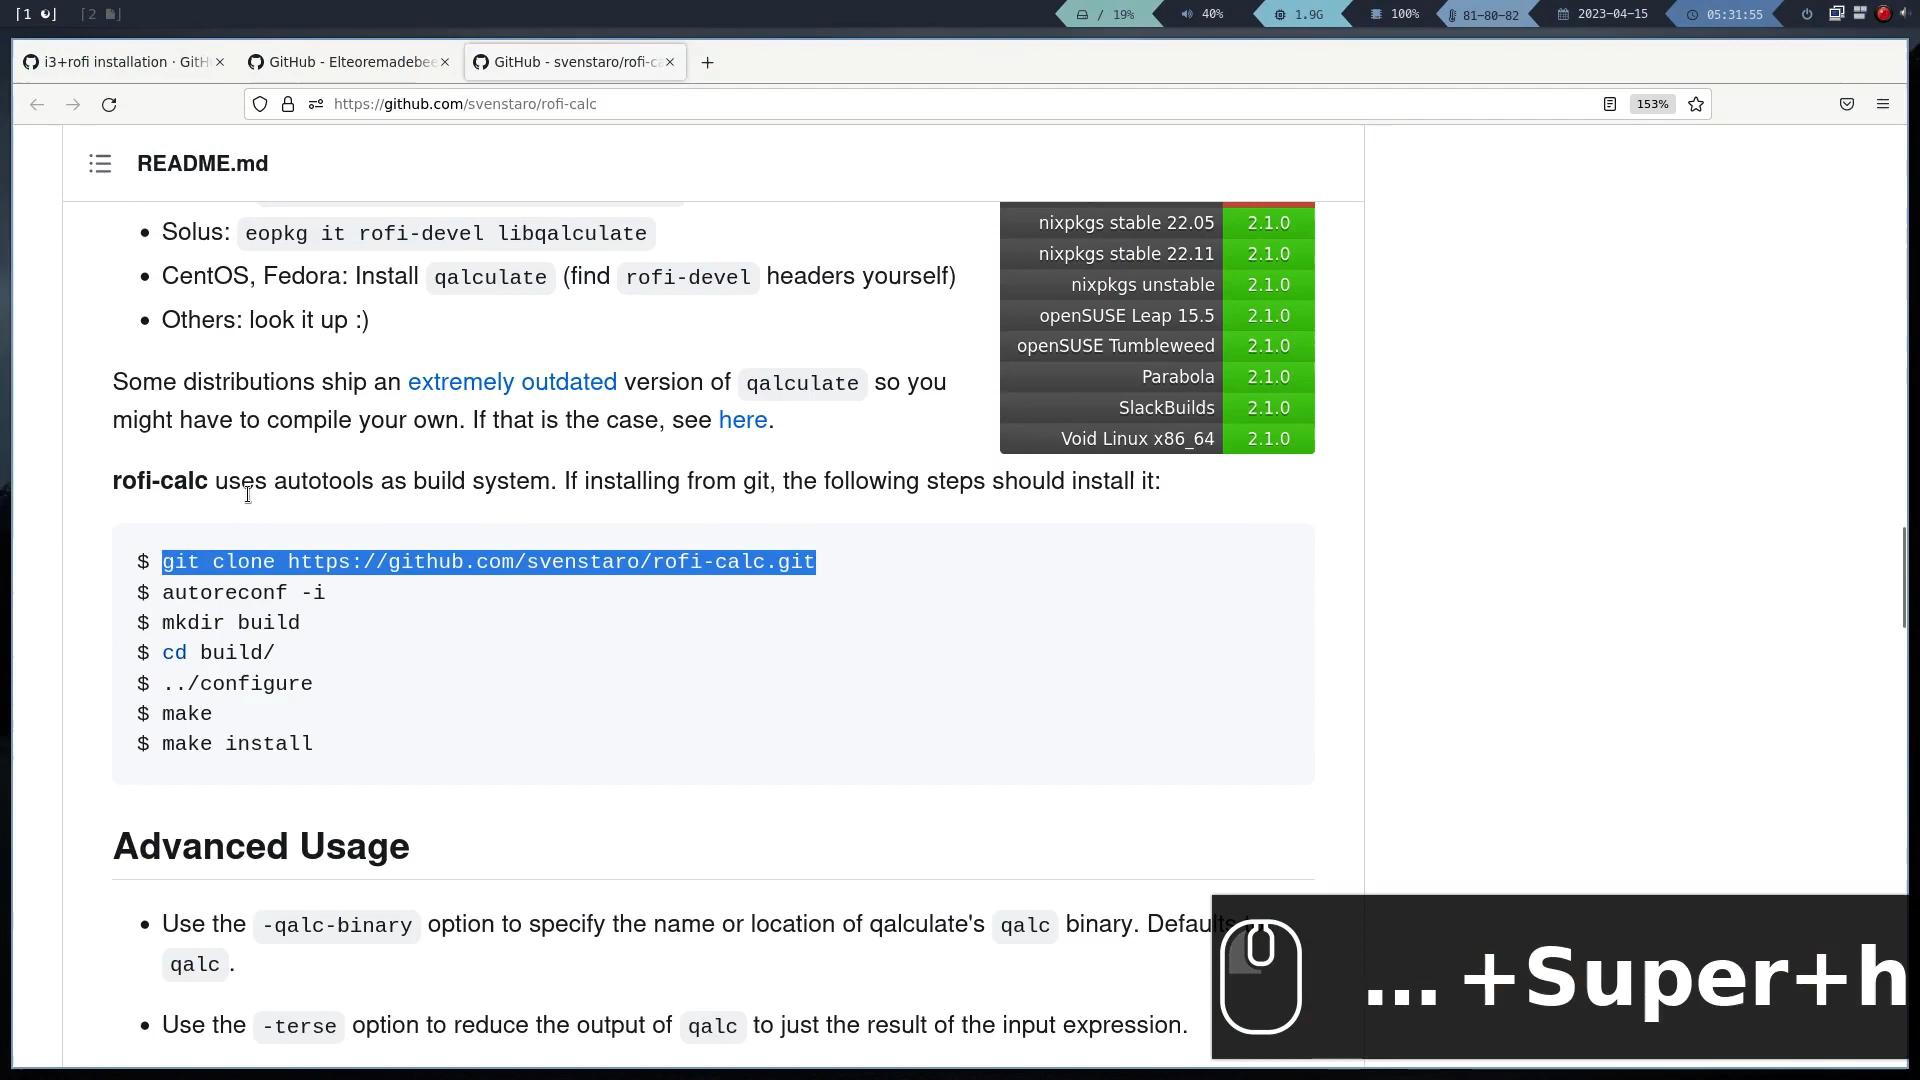 [1 ] [2 ]
/ 19% 40% 1.9G 100% 81-80-82 2023-04-15 05:31:55
i3+rofi installation · GitH GitHub - Elteoremadebee GitHub - svenstaro/rofi-ca
https://github.com/svenstaro/rofi-calc 153%
README.md
nixpkgs stable 22.05 2.1.0
nixpkgs stable 22.11 2.1.0
nixpkgs unstable 2.1.0
openSUSE Leap 15.5 2.1.0
openSUSE Tumbleweed 2.1.0
Parabola 2.1.0
SlackBuilds 2.1.0
Void Linux x86_64 2.1.0
• Solus: eopkg it rofi-devel libqalculate
• CentOS, Fedora: Install qalculate (find rofi-devel headers yourself)
• Others: look it up :)
Some distributions ship an extremely outdated version of qalculate so you
might have to compile your own. If that is the case, see here.
rofi-calc uses autotools as build system. If installing from git, the following steps should install it:
$ git clone https://github.com/svenstaro/rofi-calc.git
$ autoreconf -i
$ mkdir build
$ cd build/
$ ../configure
$ make
$ make install
Advanced Usage
• Use the -qalc-binary option to specify the name or location of qalculate's qalc binary. Defaults
qalc.
• Use the -terse option to reduce the output of qalc to just the result of the input expression.
... +Super+h